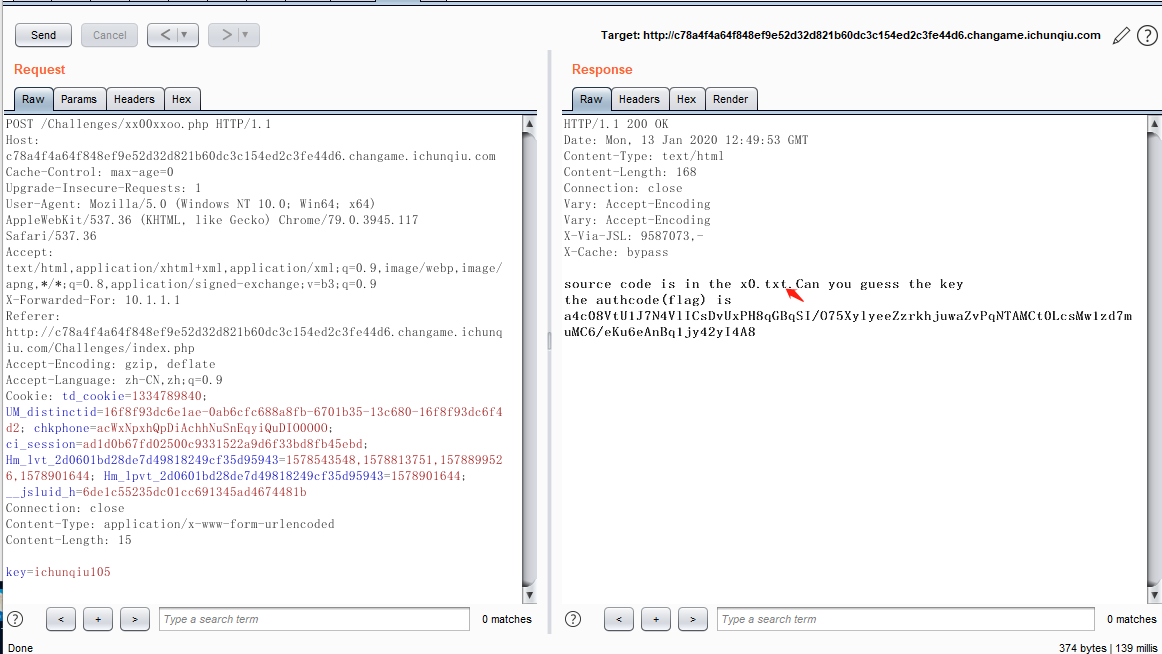 Send
Cancel
<
>
Target: http://c78a4f4a64f848ef9e52d32d821b60dc3c154ed2c3fe44d6.changame.ichunqiu.com
?
Request
Raw Params Headers Hex
POST /Challenges/xx00xxoo.php HTTP/1.1
Host:
c78a4f4a64f848ef9e52d32d821b60dc3c154ed2c3fe44d6.changame.ichunqiu.com
Cache-Control: max-age=0
Upgrade-Insecure-Requests: 1
User-Agent: Mozilla/5.0 (Windows NT 10.0; Win64; x64)
AppleWebKit/537.36 (KHTML, like Gecko) Chrome/79.0.3945.117
Safari/537.36
Accept:
text/html,application/xhtml+xml,application/xml;q=0.9,image/webp,image/
apng,*/*;q=0.8,application/signed-exchange;v=b3;q=0.9
X-Forwarded-For: 10.1.1.1
Referer:
http://c78a4f4a64f848ef9e52d32d821b60dc3c154ed2c3fe44d6.changame.ichunq
iu.com/Challenges/index.php
Accept-Encoding: gzip, deflate
Accept-Language: zh-CN,zh;q=0.9
Cookie: td_cookie=1334789840;
UM_distinctid=16f8f93dc6e1ae-0ab6cfc688a8fb-6701b35-13c680-16f8f93dc6f4
d2; chkphone=acWxNpxhQpDiAchhNuSnEqyiQuDIO0O0O;
ci_session=ad1d0b67fd02500c9331522a9d6f33bd8fb45ebd;
Hm_lvt_2d0601bd28de7d49818249cf35d95943=1578543548,1578813751,157889952
6,1578901644; Hm_lpvt_2d0601bd28de7d49818249cf35d95943=1578901644;
__jsluid_h=6de1c55235dc01cc691345ad4674481b
Connection: close
Content-Type: application/x-www-form-urlencoded
Content-Length: 15
key=ichunqiu105
? < + > Type a search term 0 matches
Response
Raw Headers Hex Render
HTTP/1.1 200 OK
Date: Mon, 13 Jan 2020 12:49:53 GMT
Content-Type: text/html
Content-Length: 168
Connection: close
Vary: Accept-Encoding
Vary: Accept-Encoding
X-Via-JSL: 9587073,-
X-Cache: bypass
source code is in the x0.txt.Can you guess the key
the authcode(flag) is
a4c08VtU1J7N4VlICsDvUxPH8qGBqSI/O75XylyeeZzrkhjuwaZvPqNTAMCtOLcsMw1zd7m
uMC6/eKu6eAnBq1jy42yI4A8
? < + > Type a search term 0 matches
Done
374 bytes | 139 millis